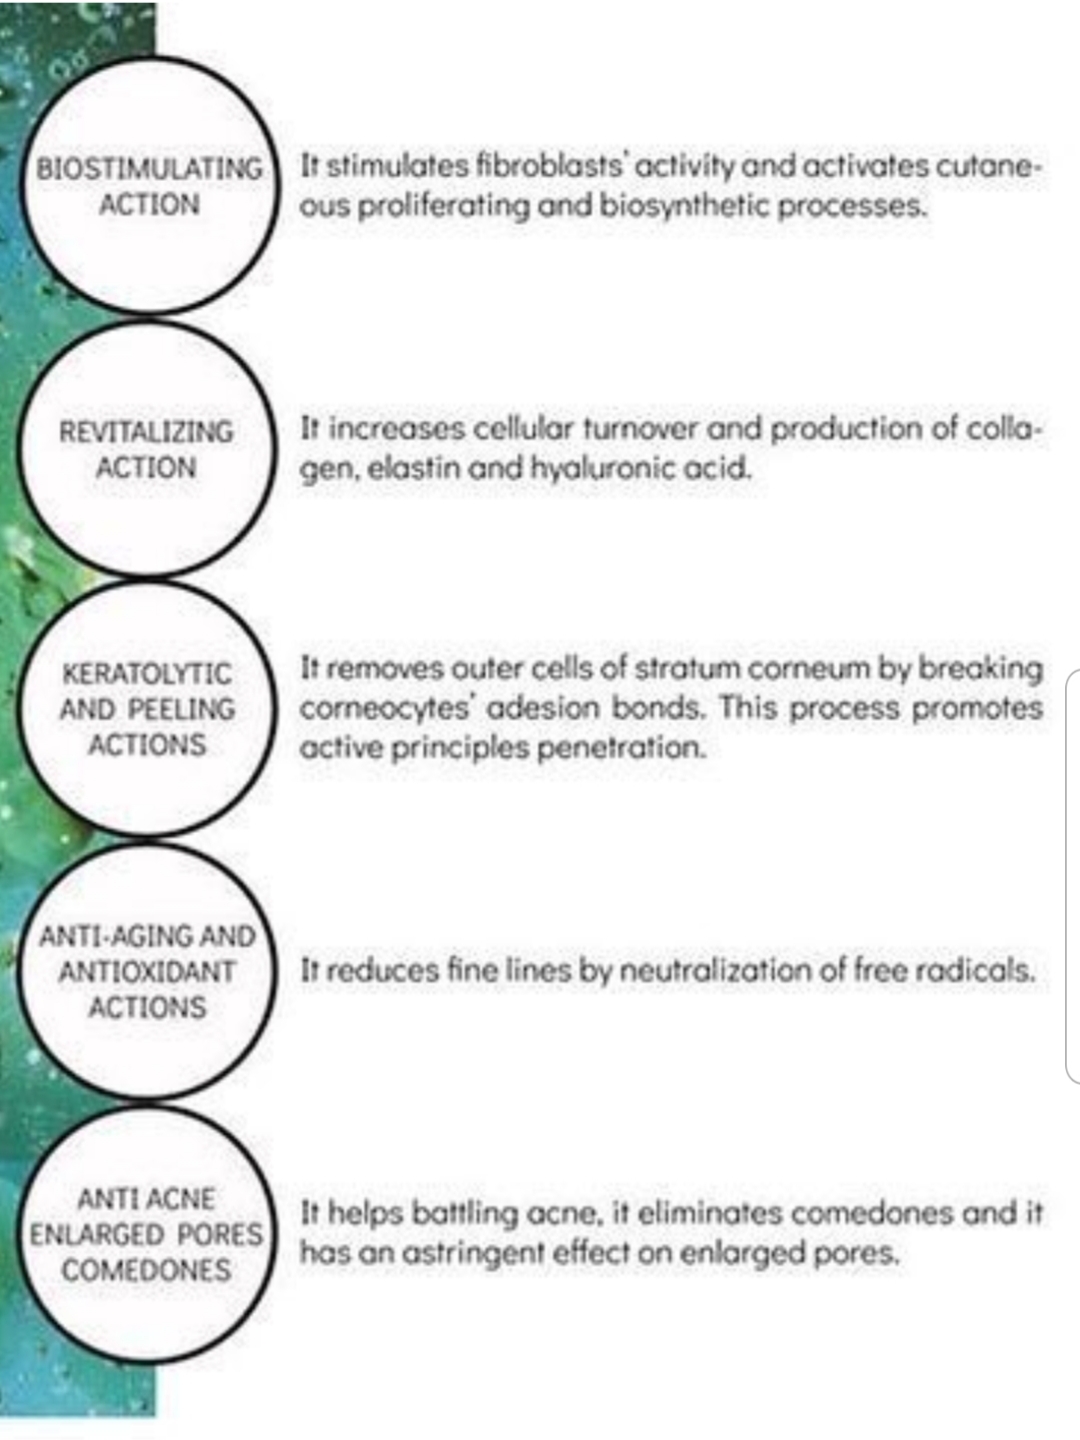 BIOSTIMULATING
ACTION
It stimulates fibroblasts' activity and activates cutane-
ous proliferating and biosynthetic processes.
REVITALIZING
ACTION
It increases cellular turnover and production of colla-
gen, elastin and hyaluronic acid.
KERATOLYTIC
AND PEELING
ACTIONS
It removes outer cells of stratum corneum by breaking
corneocytes' adesion bonds. This process promotes
active principles penetration.
ANTI-AGING AND
ANTIOXIDANT
ACTIONS
It reduces fine lines by neutralization of free radicals.
ANTI ACNE
ENLARGED PORES
COMEDONES
It helps battling acne, it eliminates comedones and it
has an astringent effect on enlarged pores.